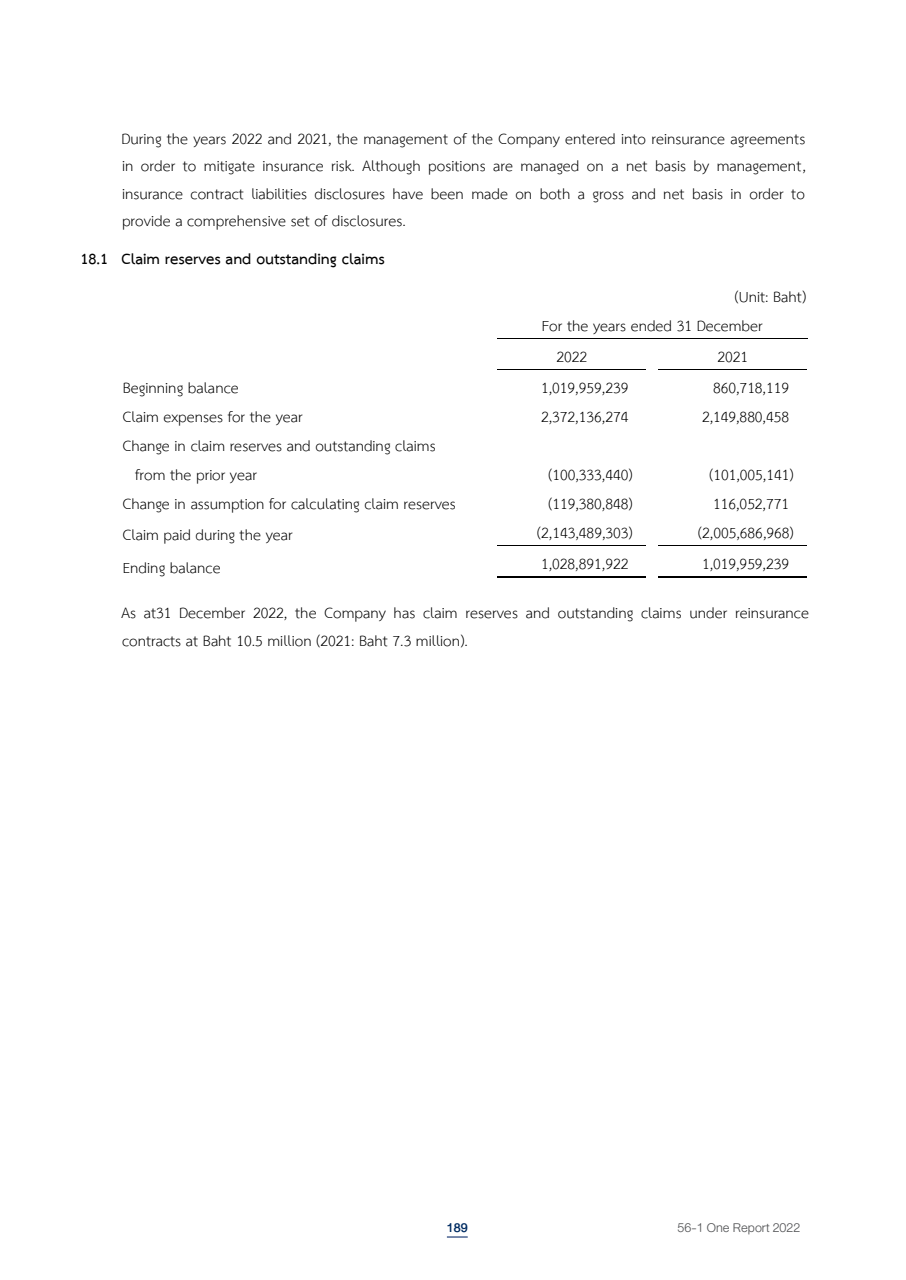 During the years 2022 and 2021, the management of the Company entered into reinsurance agreements
in order to mitigate insurance risk. Although positions are managed on a net basis by management,
insurance contract liabilities disclosures have been made on both a gross and net basis in order to
provide a comprehensive set of disclosures.
18.1 Claim reserves and outstanding claims
(Unit: Baht)
For the years ended 31 December
2022 2021
Beginning balance 1,019,959,239 860,718,119
Claim expenses for the year 2,372,136,274 2,149,880,458
Change in claim reserves and outstanding claims
from the prior year (100,333,440) (101,005,141)
Change in assumption for calculating claim reserves (119,380,848) 116,052,771
Claim paid during the year (2,143,489,303) (2,005,686,968)
Ending balance 1,028,891,922 1,019,959,239
As at31 December 2022, the Company has claim reserves and outstanding claims under reinsurance
contracts at Baht 10.5 million (2021: Baht 7.3 million).
189 56-1 One Report 2022